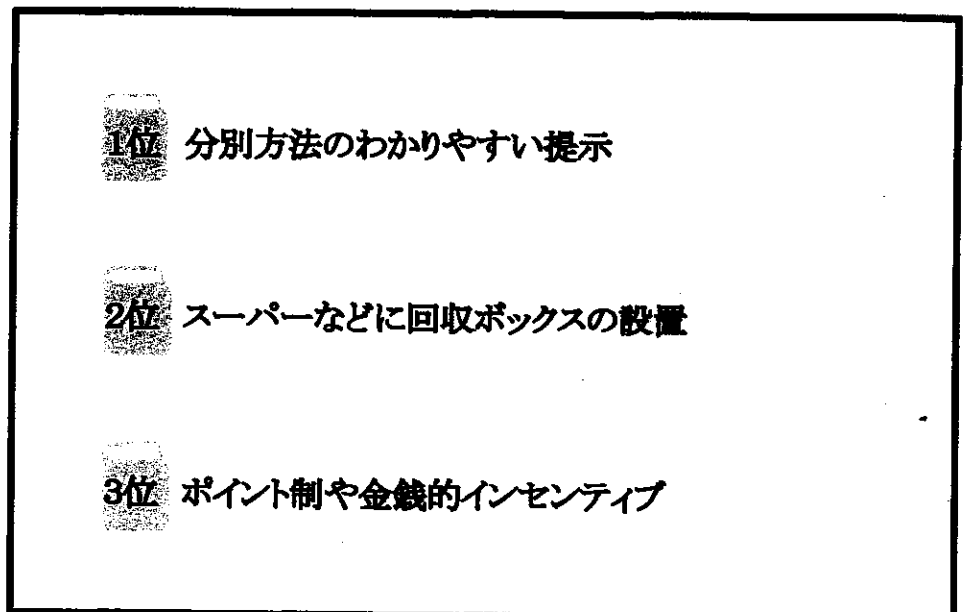 1位 分別方法のわかりやすい提示
2位 スーパーなどに回収ボックスの設置
3位 ポイント制や金銭的インセンティブ